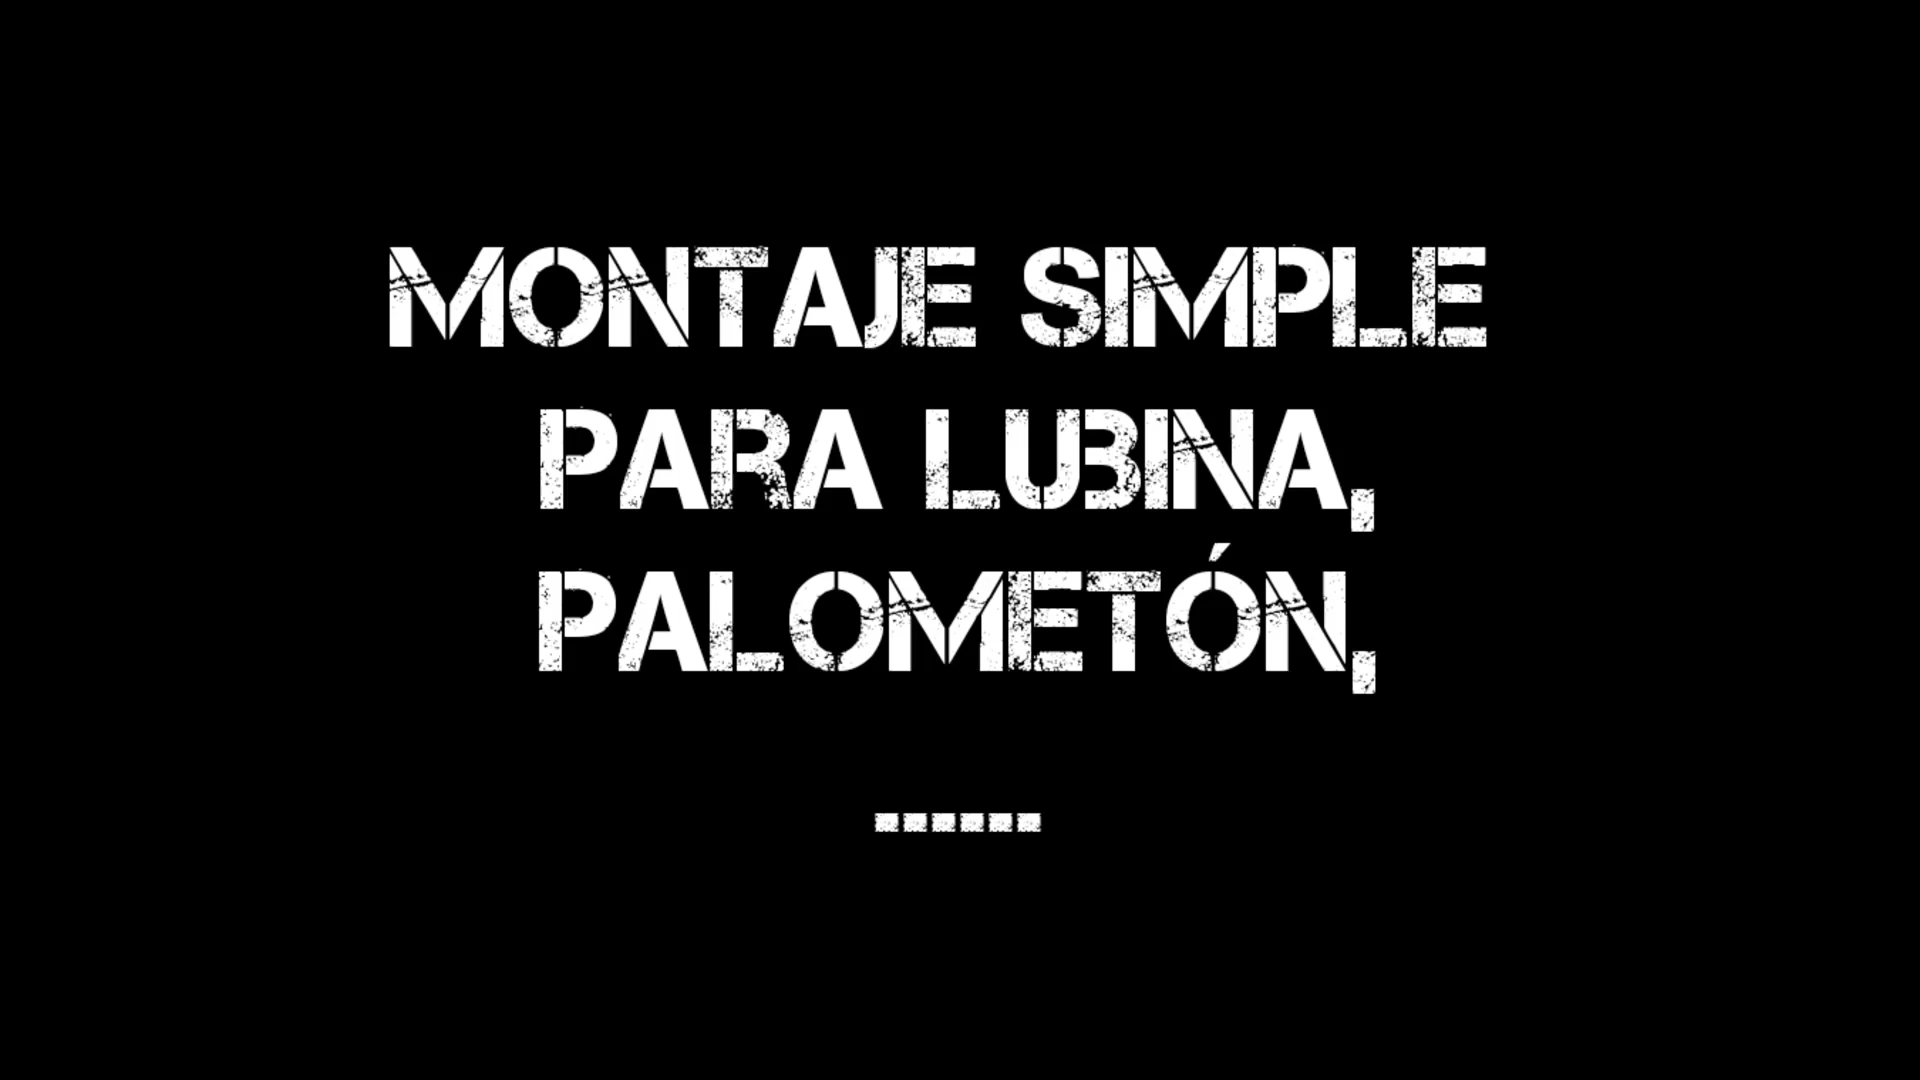 MONTAJE SIMPLE
PARA LUBINA,
PALOMETÓN,
......